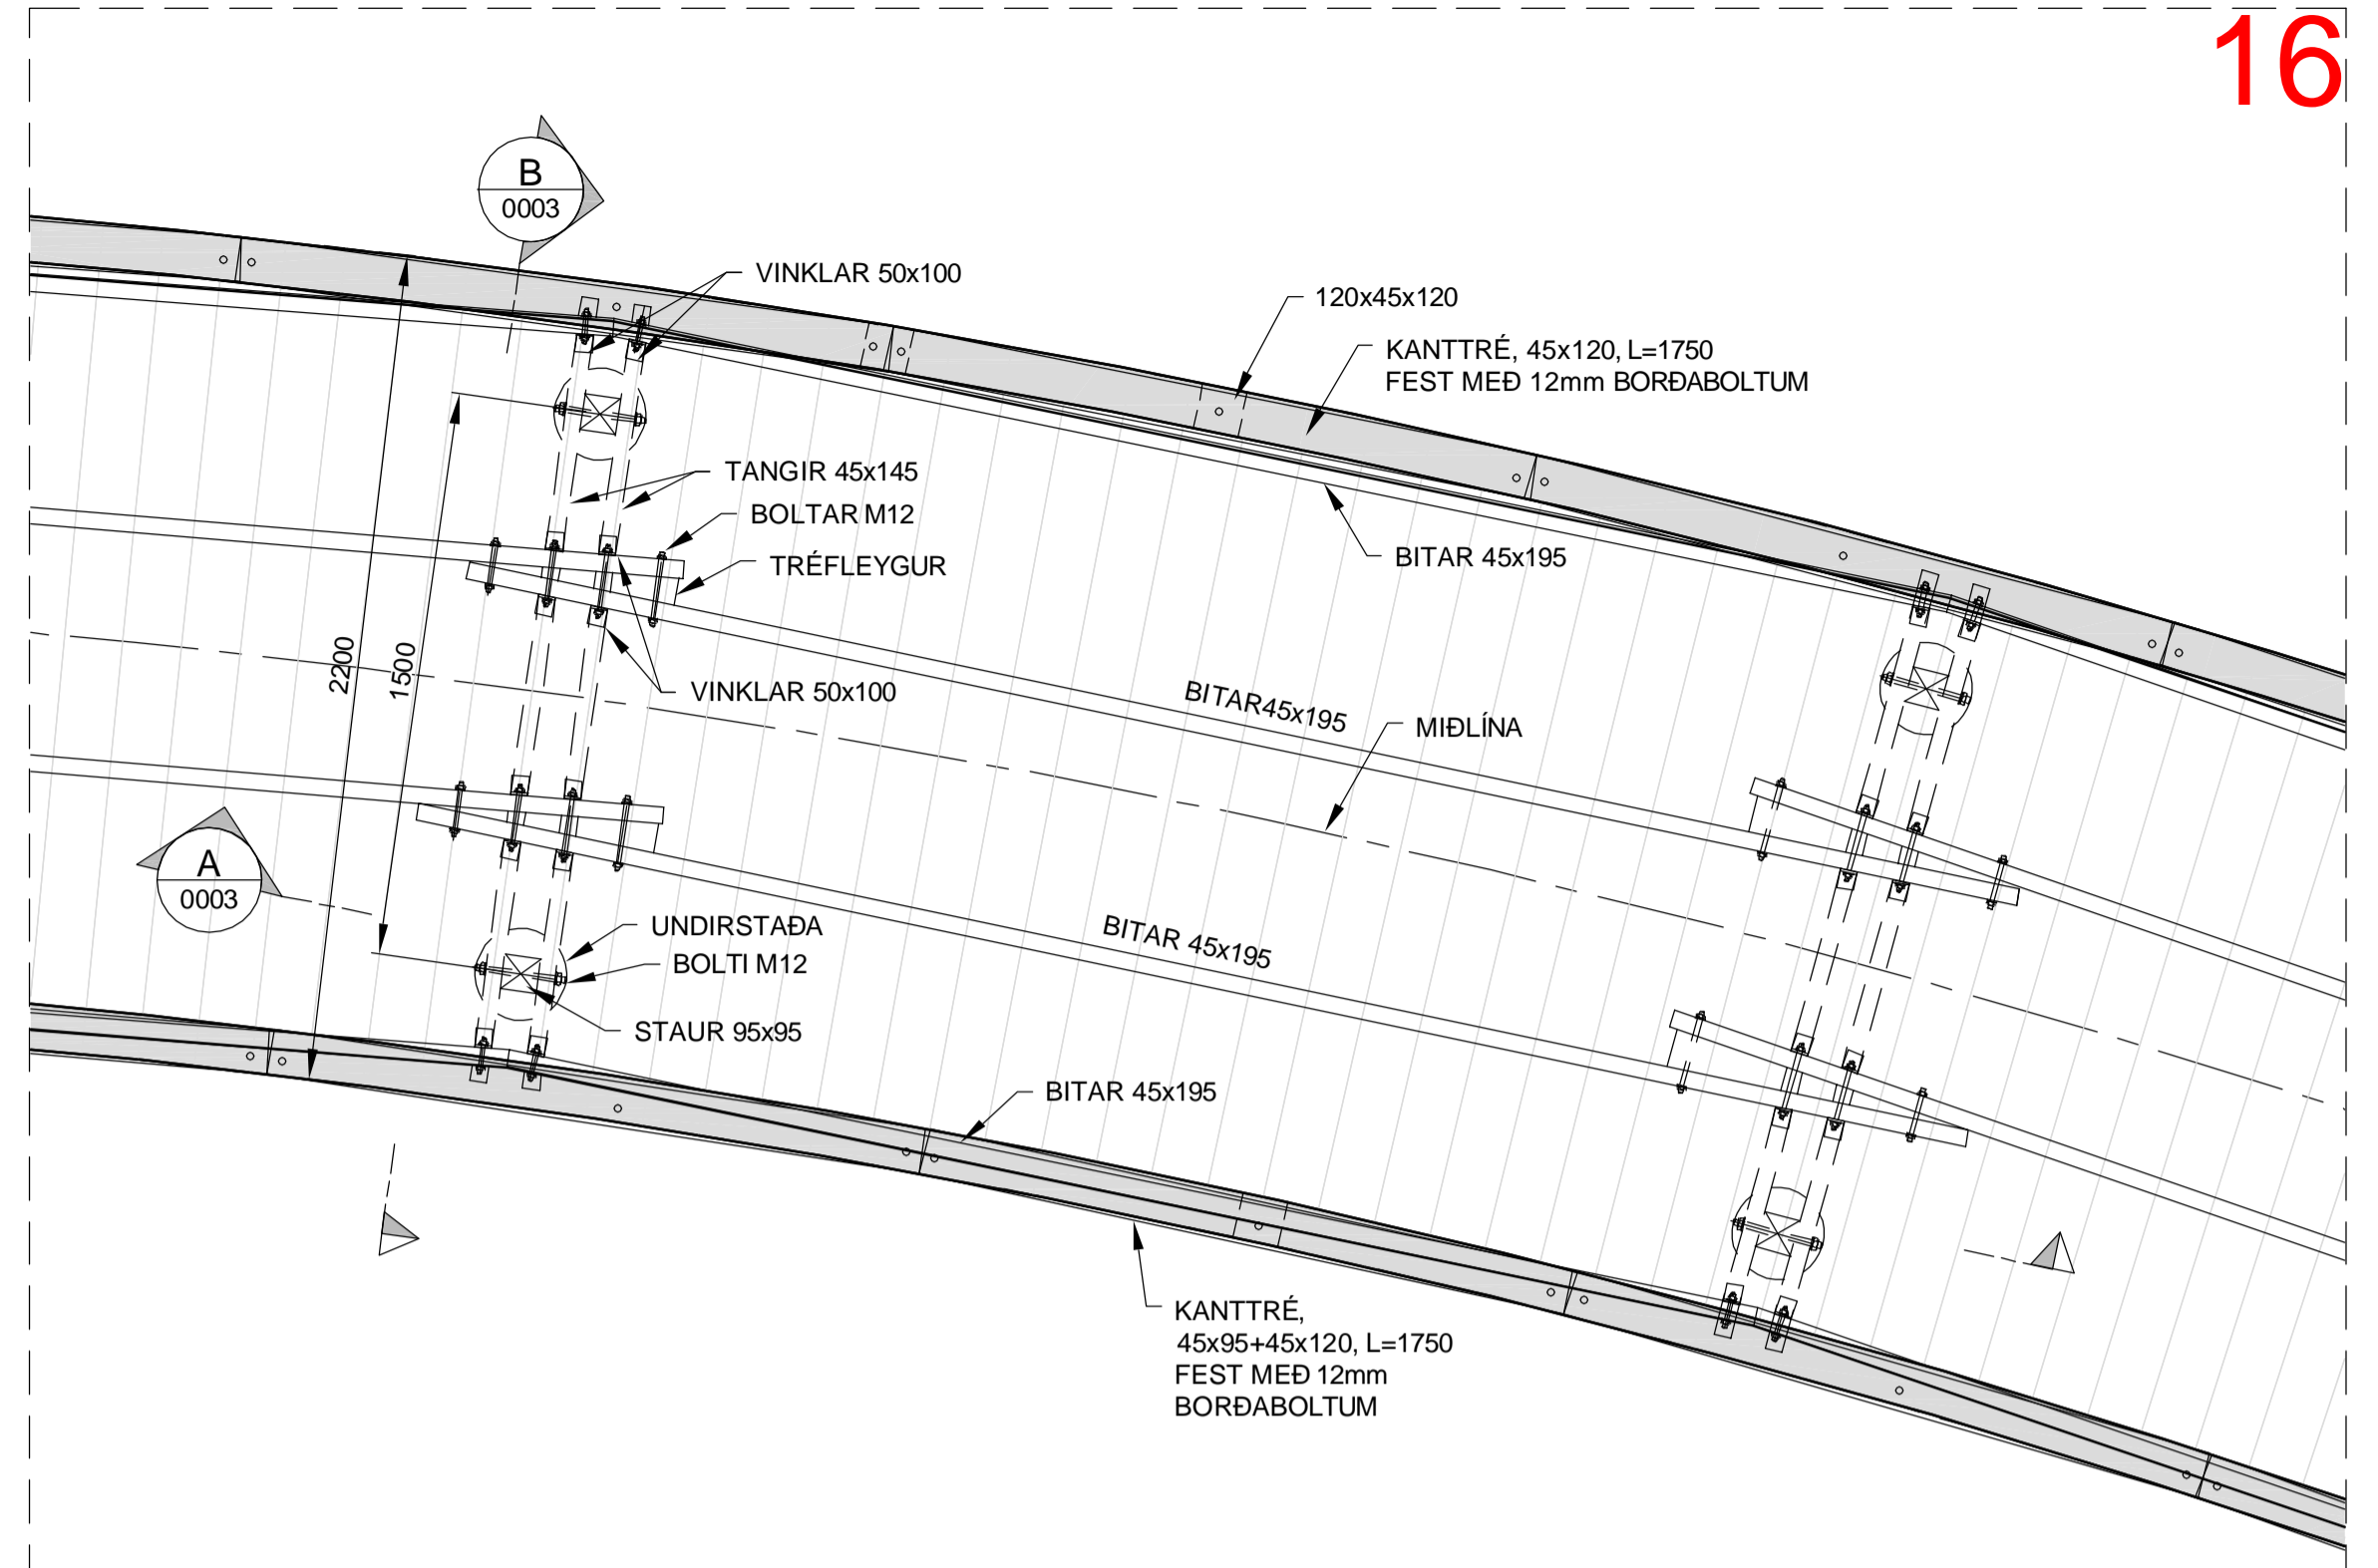 16
B
0003
VINKLAR 50x100
120x45x120
KANTTRÉ, 45x120, L=1750
FEST MEÐ 12mm BORÐABOLTUM
TANGIR 45x145
BOLTAR M12
BITAR 45x195
TRÉFLEYGUR
2200
1500
VINKLAR 50x100
BITAR45x195
MIÐLÍNA
A
0003
UNDIRSTAÐA
BITAR 45x195
BOLTI M12
STAUR 95x95
BITAR 45x195
KANTTRÉ,
45x95+45x120, L=1750
FEST MEÐ 12mm
BORÐABOLTUM